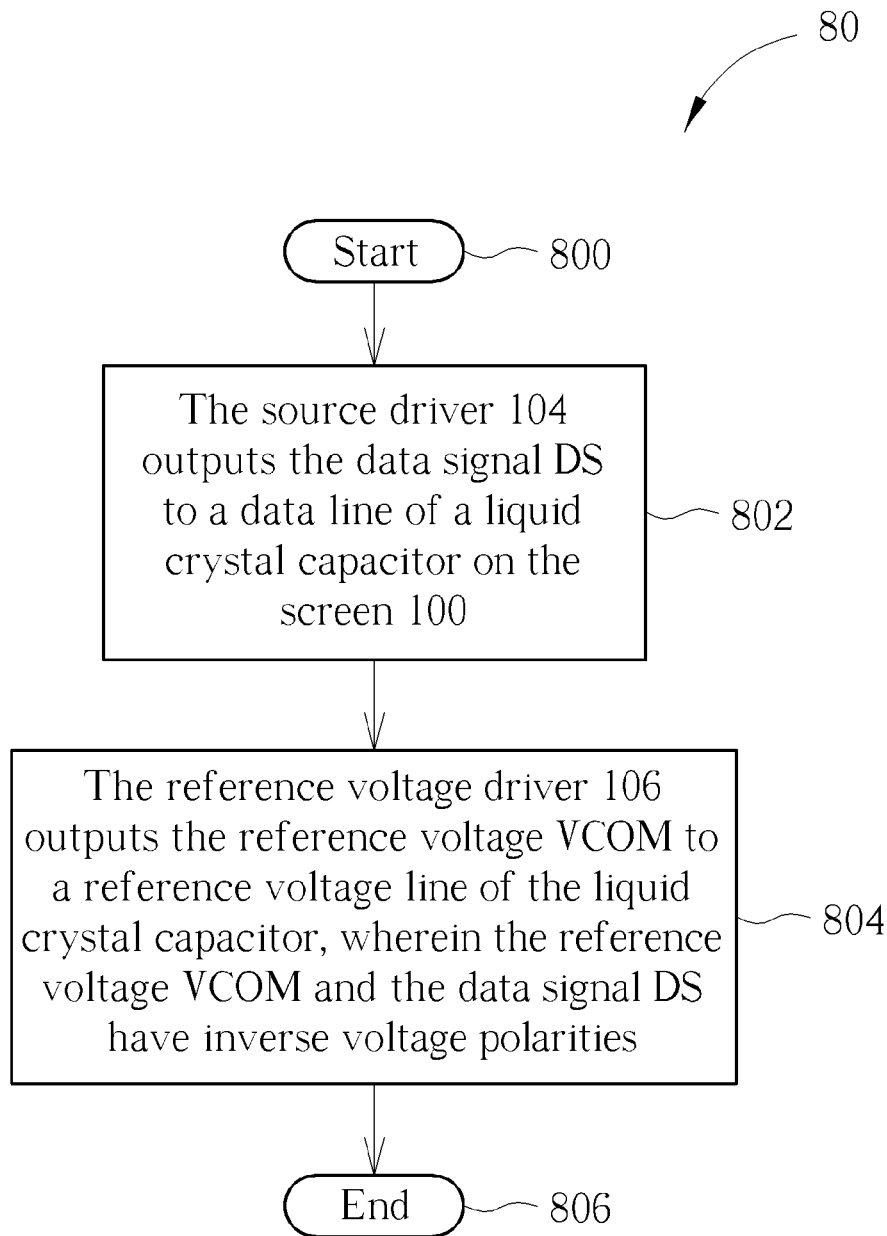 80
Start
800
The source driver 104
outputs the data signal DS
to a data line of a liquid
crystal capacitor on the
screen 100
802
The reference voltage driver 106
outputs the reference voltage VCOM to
a reference voltage line of the liquid
crystal capacitor, wherein the reference
voltage VCOM and the data signal DS
have inverse voltage polarities
804
End
806